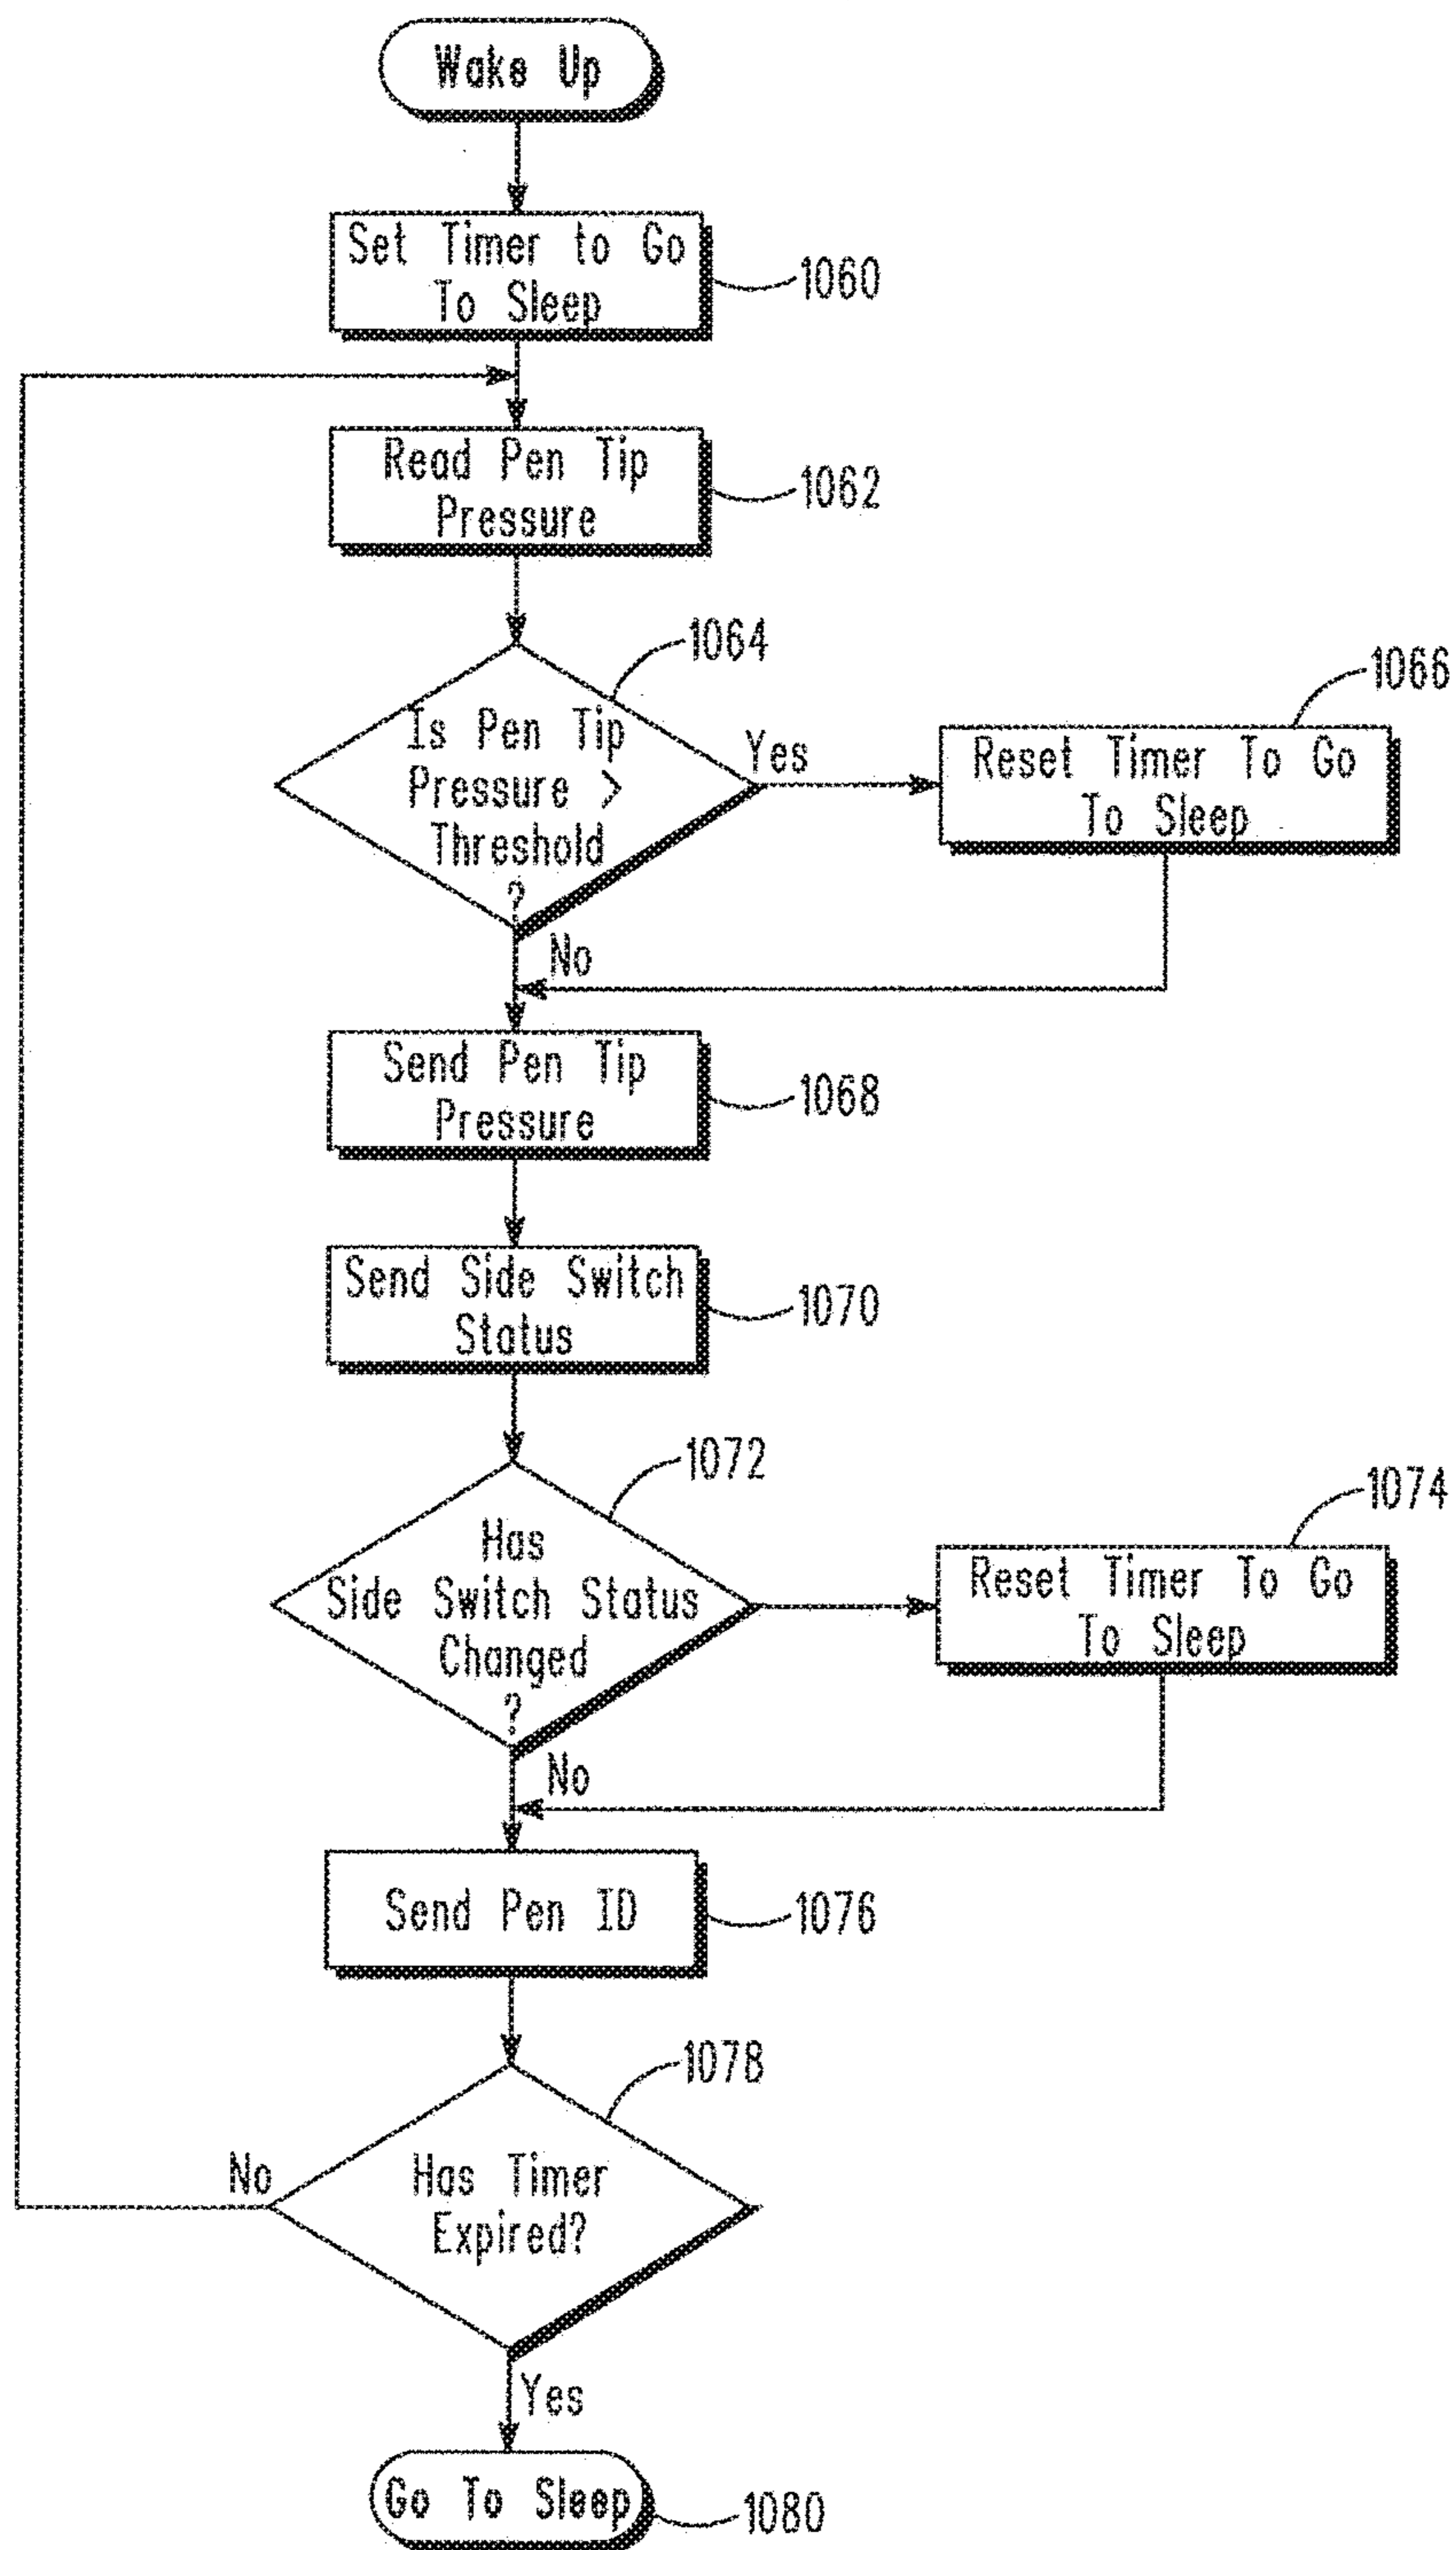 Wake Up
Set Timer to Go
To Sleep
1060
Read Pen Tip
Pressure
1062
1064
Is Pen Tip
Pressure >
Threshold
?
Yes
No
1066
Reset Timer To Go
To Sleep
Send Pen Tip
Pressure
1068
Send Side Switch
Status
1070
1072
Has
Side Switch Status
Changed
?
No
1074
Reset Timer To Go
To Sleep
Send Pen ID
1076
1078
Has Timer
Expired?
No
Yes
Go To Sleep
1080